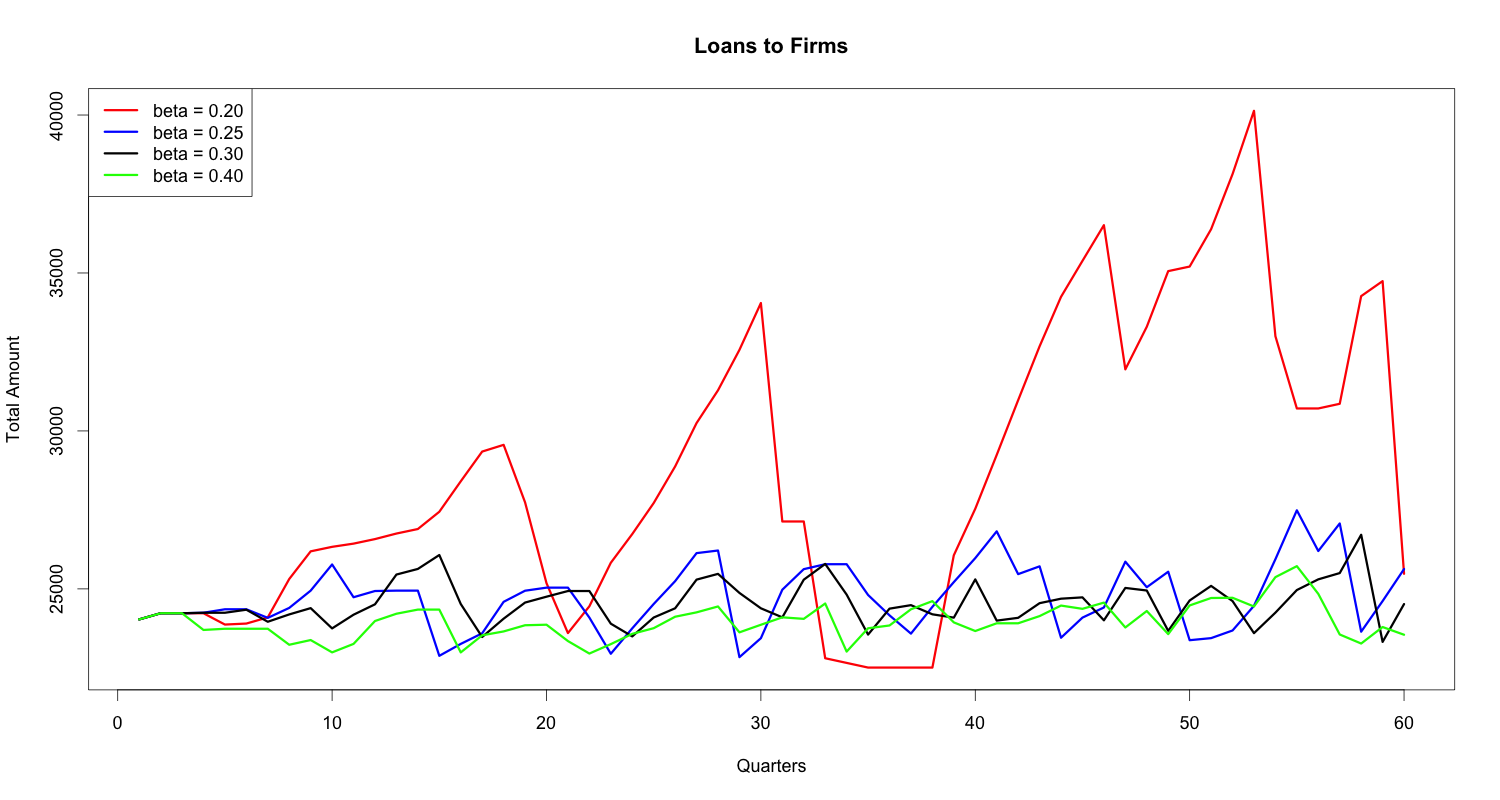 Loans to Firms
beta = 0.20
beta = 0.25
beta = 0.30
beta = 0.40
Total Amount
40000
35000
30000
25000
0 10 20 30 40 50 60
Quarters